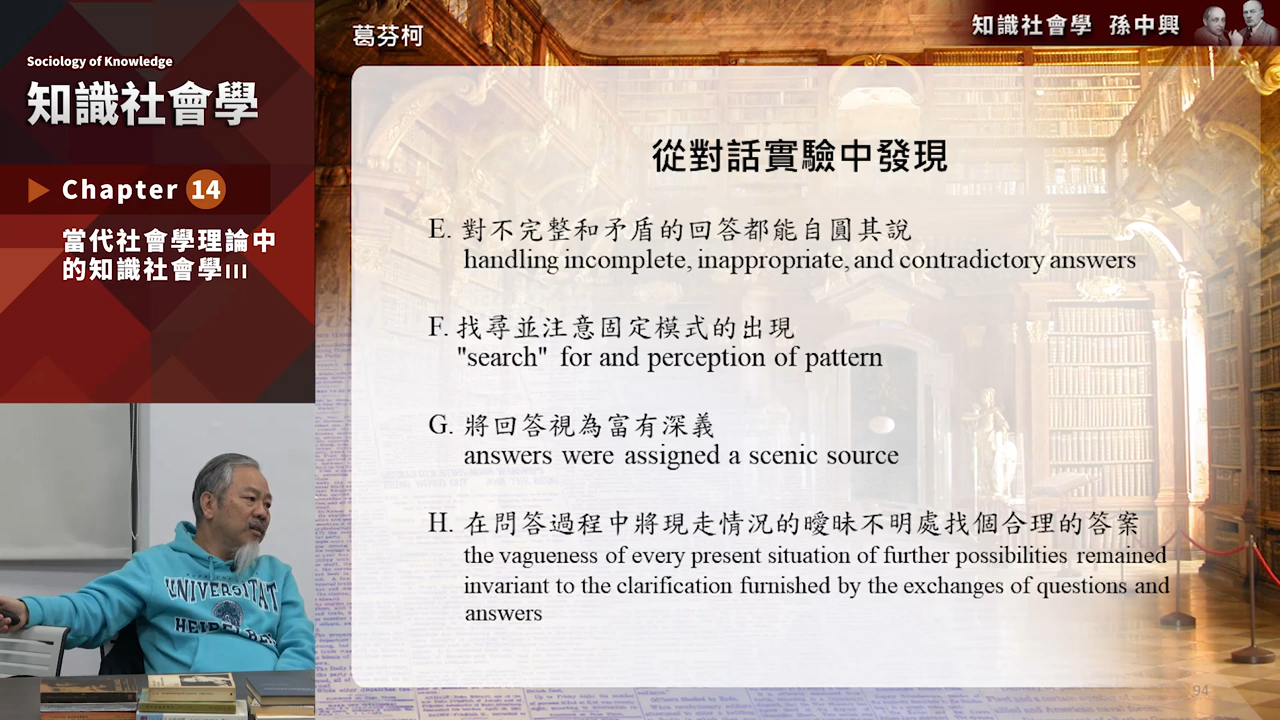 Sociology of Knowledge
知識社會學
Chapter 14
當代社會學理論中
的知識社會學III
葛芬柯
知識社會學 孫中興
從對話實驗中發現
E. 對不完整和矛盾的回答都能自圓其說
handling incomplete, inappropriate, and contradictory answers
F. 找尋並注意固定模式的出現
"search" for and perception of pattern
G. 將回答視為富有深義
answers were assigned a scenic source
H. 在問答過程中將現走情況的曖昧不明處找個合理的答案
the vagueness of every present situation of further possibilities remained
invariant to the clarification furnished by the exchanges of questions and
answers
94
UNIVERSITAT